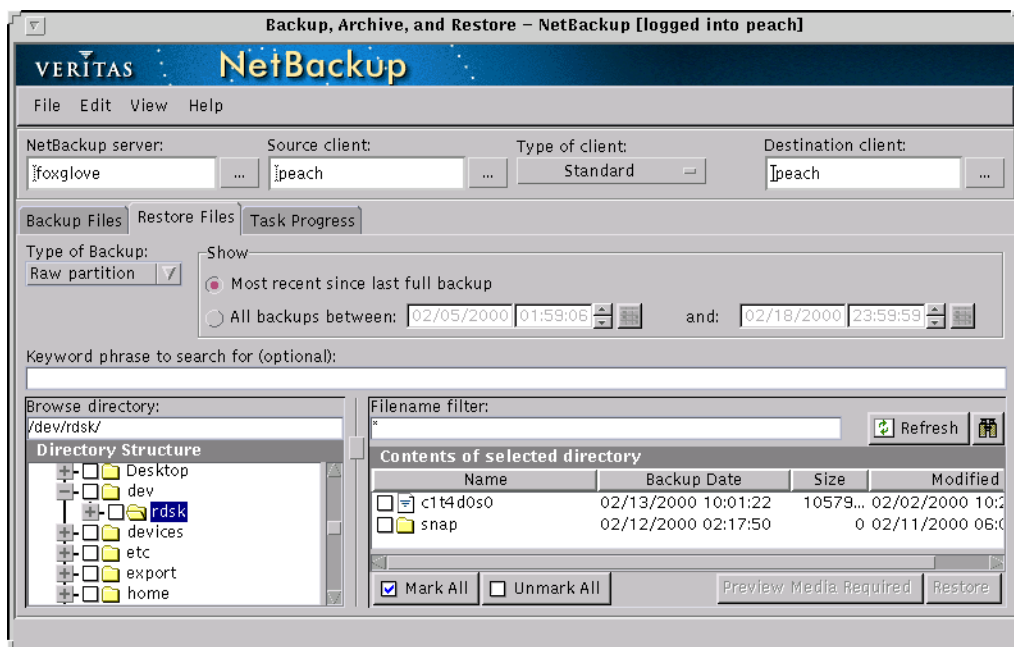 Backup, Archive, and Restore – NetBackup [logged into peach]
VERITAS NetBackup
File Edit View Help
NetBackup server: Source client: Type of client: Destination client:
foxglove ... peach ... Standard peach ...
Backup Files Restore Files Task Progress
Type of Backup: Show
Raw partition
Most recent since last full backup
All backups between: 02/05/2000 01:59:06 and: 02/18/2000 23:59:59
Keyword phrase to search for (optional):
Browse directory: Filename filter:
/dev/rdsk/ *
Refresh
Directory Structure Contents of selected directory
Name Backup Date Size Modified
Desktop
dev
rdsk
devices
etc
export
home
c1t4d0s0 02/13/2000 10:01:22 10579... 02/02/2000 10:2
snap 02/12/2000 02:17:50 0 02/11/2000 06:0
Mark All Unmark All Preview Media Required Restore